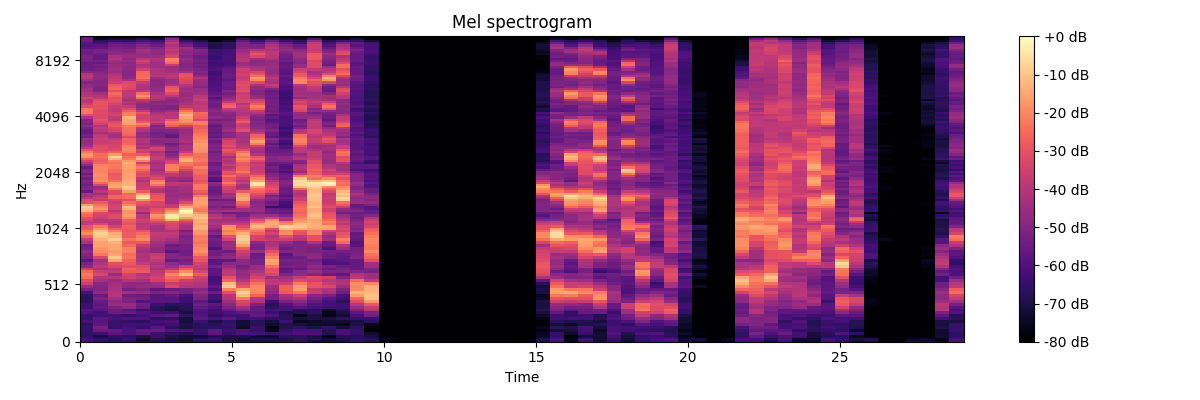 Mel spectrogram
Hz
8192
4096
2048
1024
512
0
0 5 10 15 20 25
Time
+0 dB
-10 dB
-20 dB
-30 dB
-40 dB
-50 dB
-60 dB
-70 dB
-80 dB